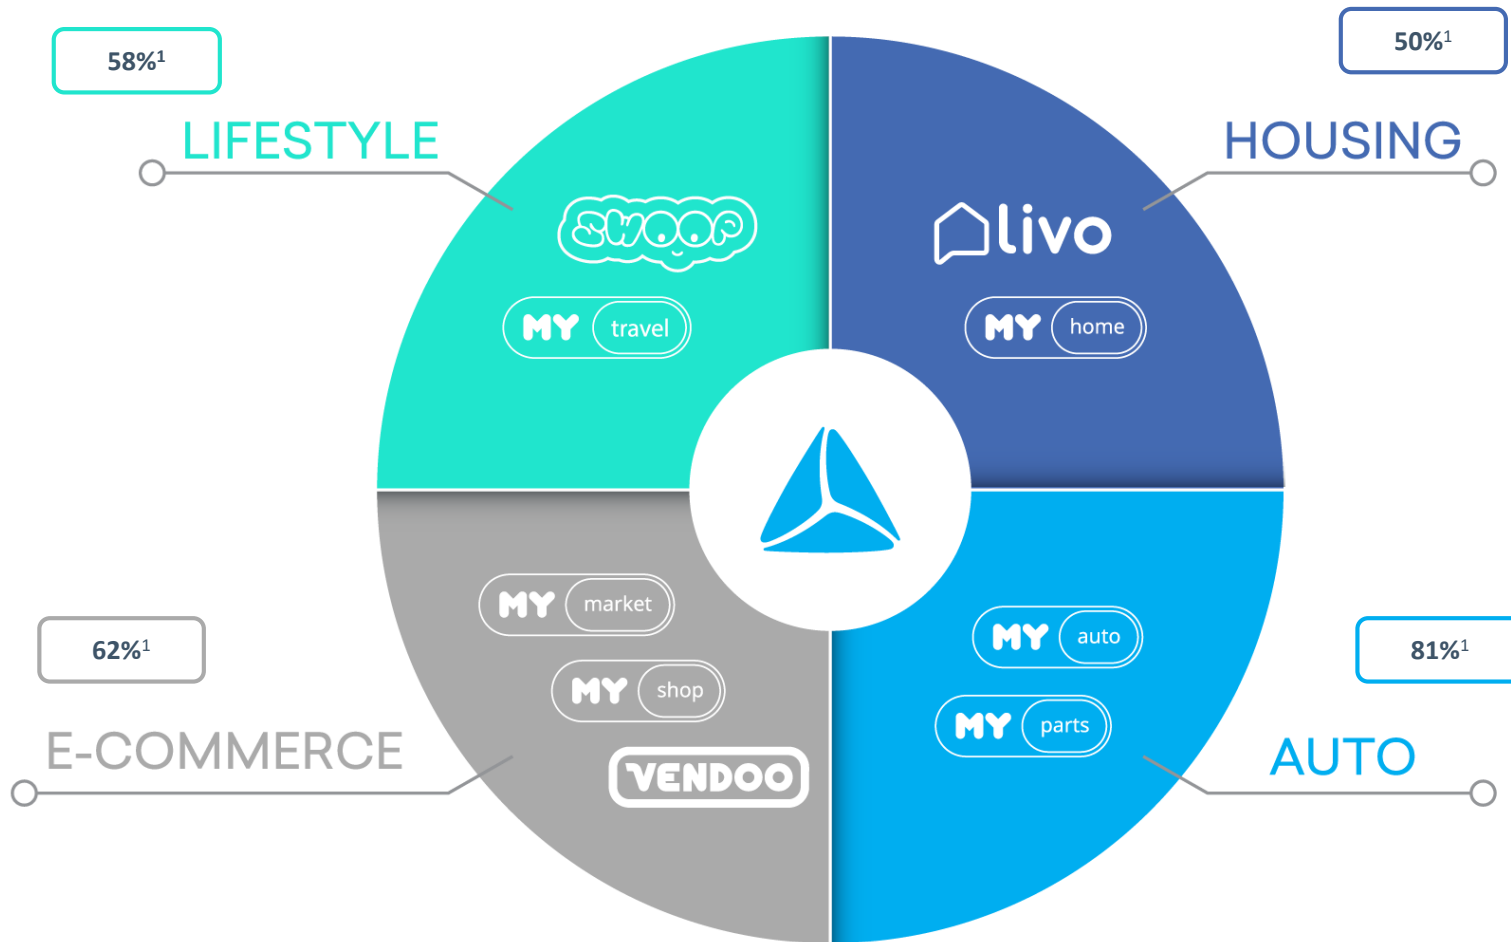 58%¹
LIFESTYLE
SWOOP
MY travel
50%¹
HOUSING
livo
MY home
62%¹
E-COMMERCE
MY market
MY shop
VENDOO
81%¹
AUTO
MY auto
MY parts